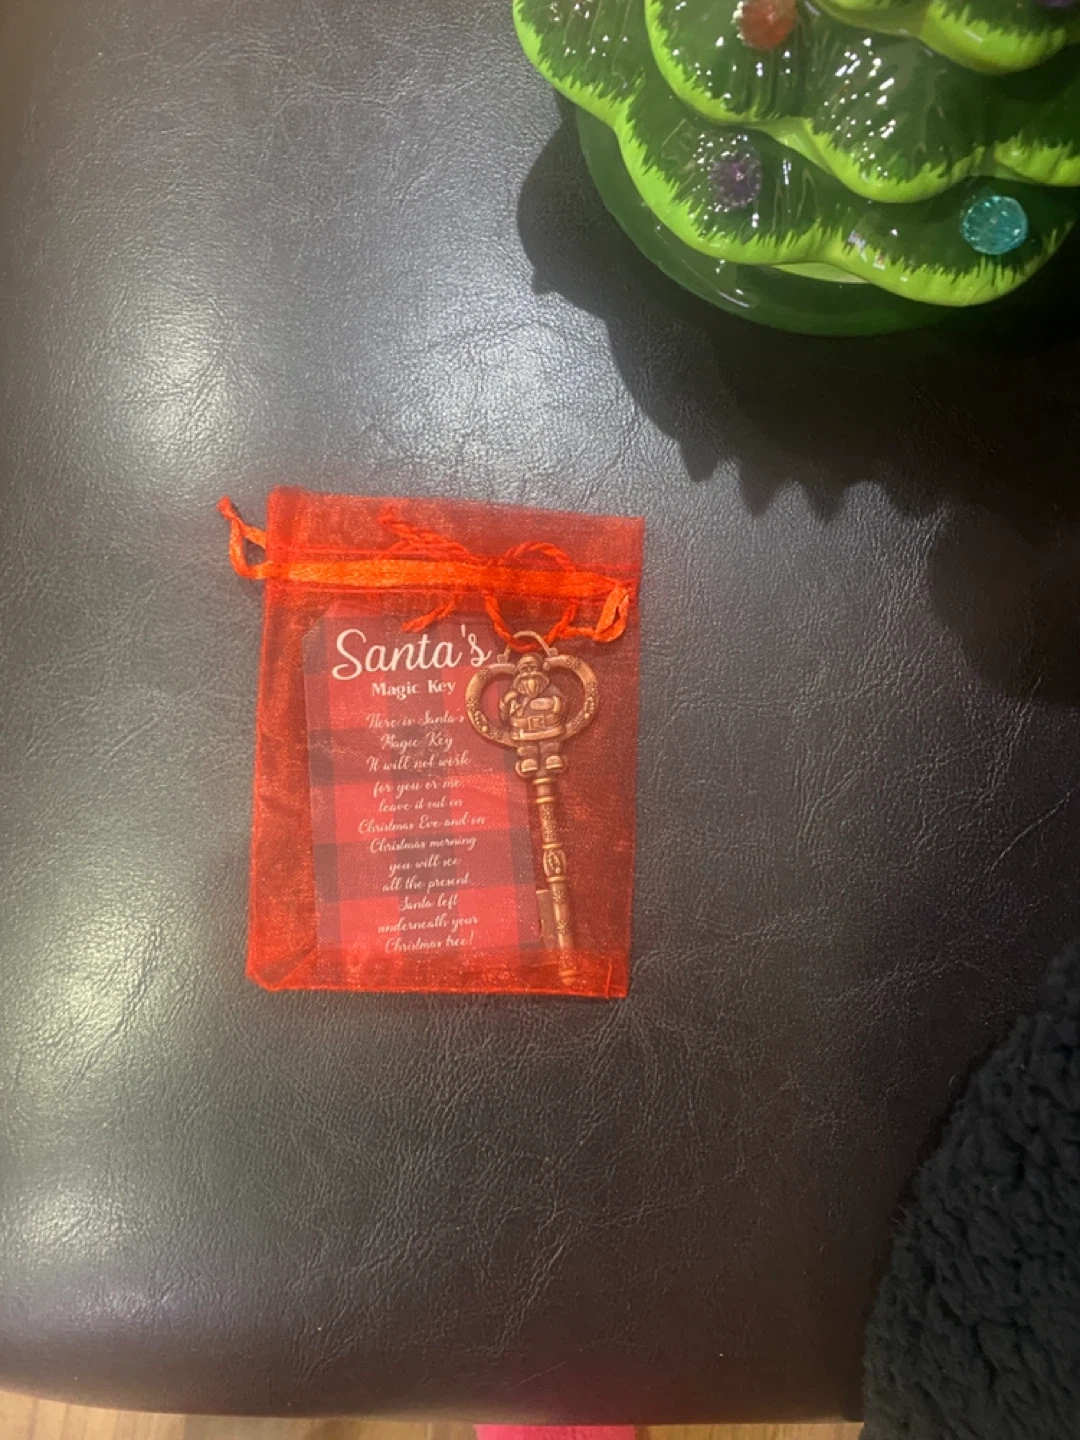 Santa's
Magic Key
Here is Santa's
Magic Key
It will not work
for you or me.
leave it out on
Christmas Eve and on
Christmas morning
you will see
all the present
Santa left
underneath your
Christmas tree!